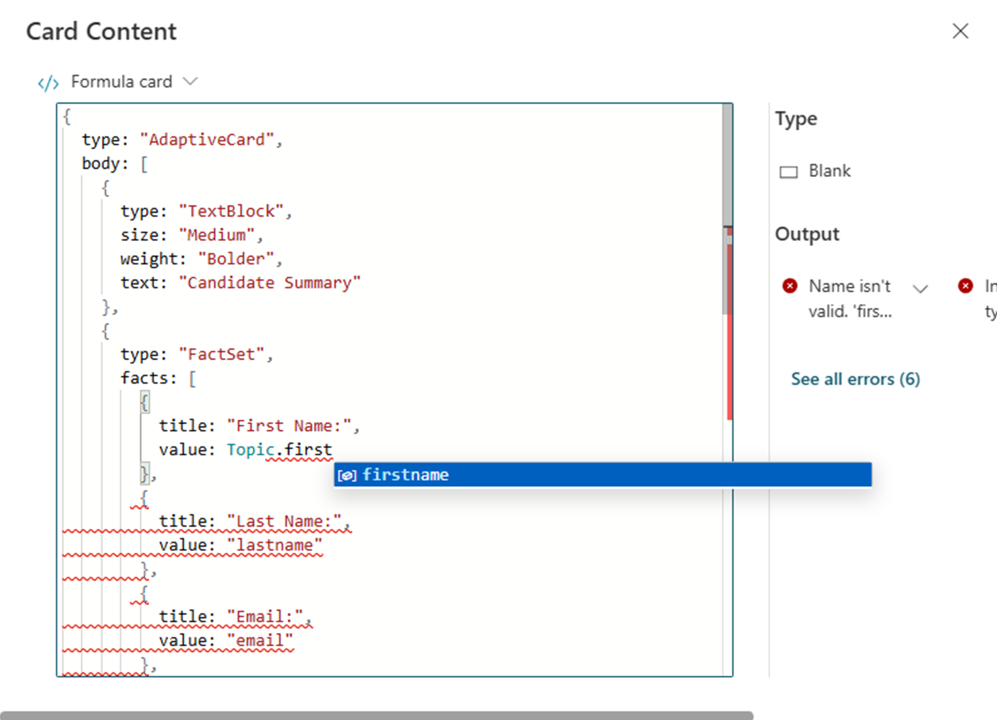 Card Content
</> Formula card
{
type: "AdaptiveCard",
body: [
{
type: "TextBlock",
size: "Medium",
weight: "Bolder",
text: "Candidate Summary"
},
{
type: "FactSet",
facts: [
{
title: "First Name:",
value: Topic.first
firstname
},
{
title: "Last Name:",
value: "lastname"
},
{
title: "Email:",
value: "email"
},
Type
Blank
Output
Name isn't
valid. 'firs...
In
ty
See all errors (6)